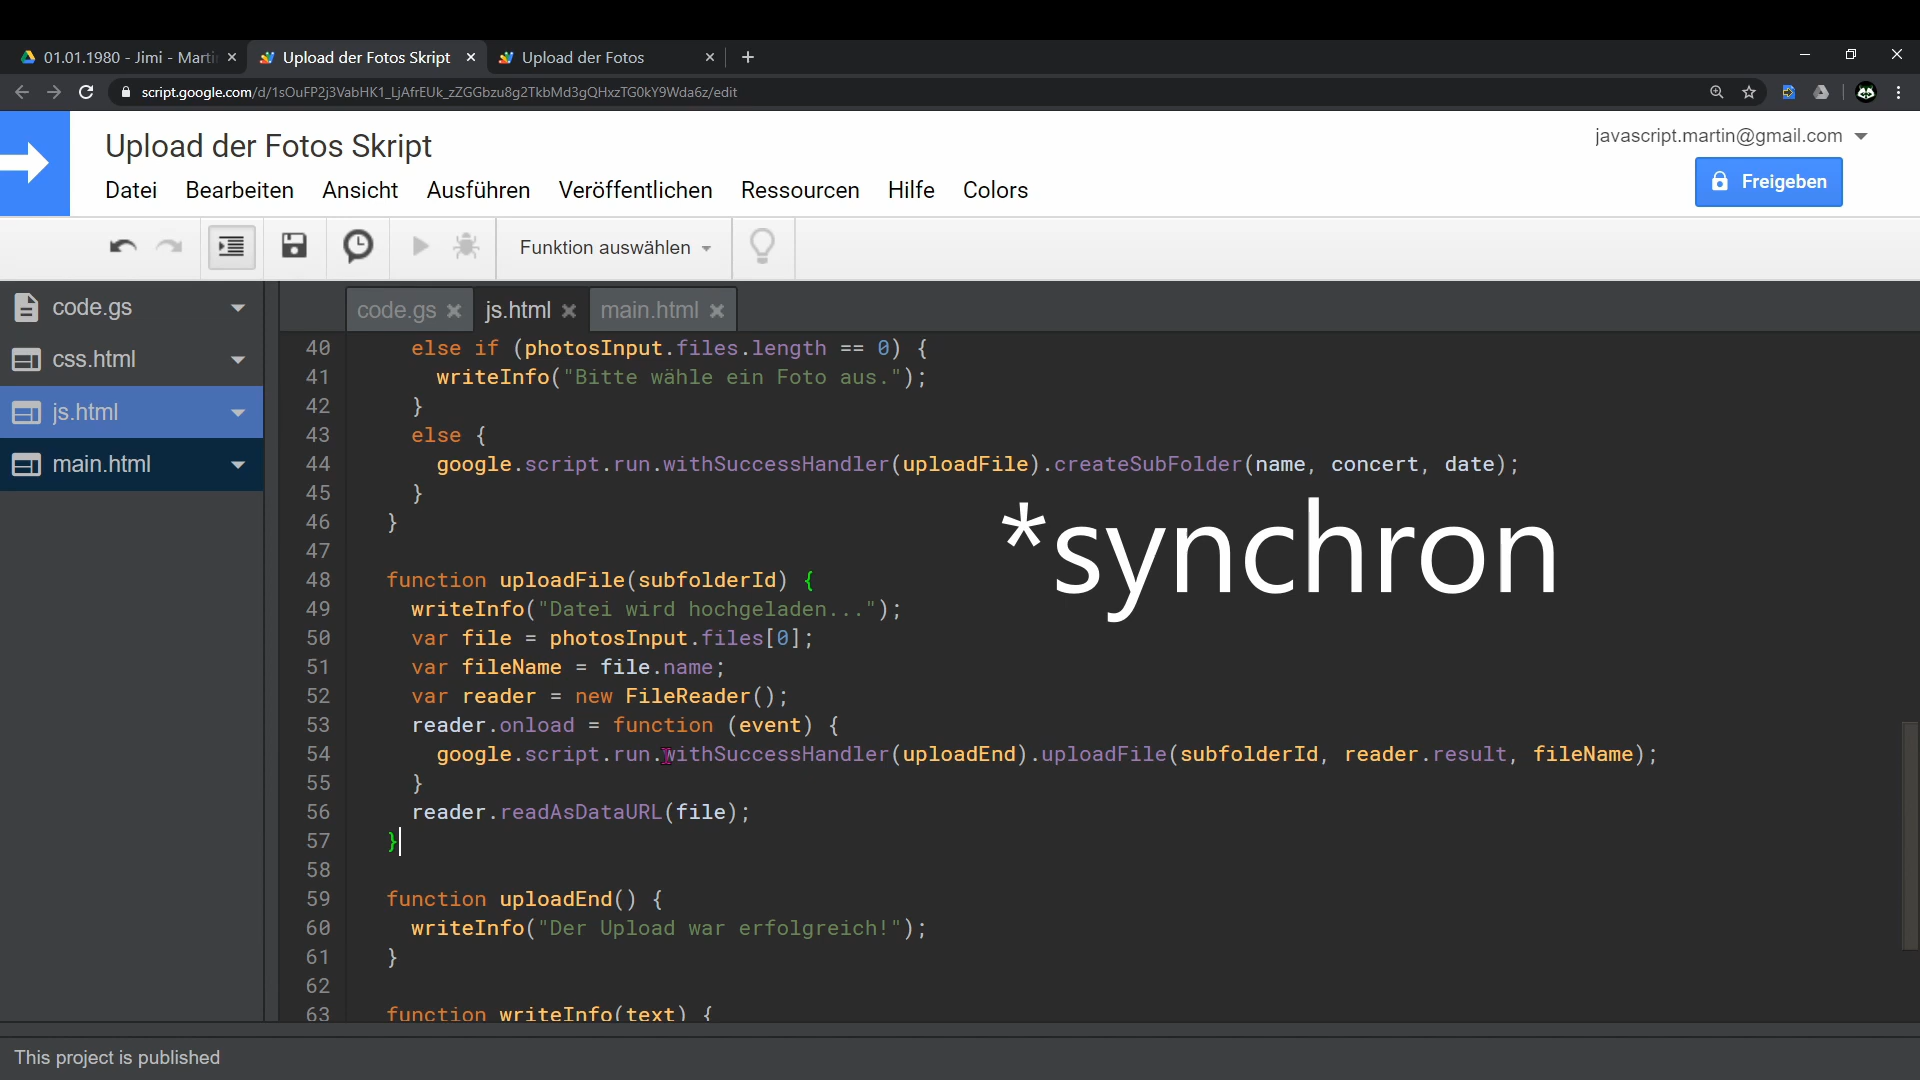 01.01.1980 - Jimi - Marti
Upload der Fotos Skript
Upload der Fotos
script.google.com/d/1sOuFP2j3VabHK1_LjAfrEUk_zZGGbzu8g2TkbMd3gQHxzTG0kY9Wda6z/edit
Upload der Fotos Skript
javascript.martin@gmail.com
Datei Bearbeiten Ansicht Ausführen Veröffentlichen Ressourcen Hilfe Colors
Freigeben
Funktion auswählen
code.gs
css.html
js.html
main.html
code.gs js.html main.html
40 else if (photosInput.files.length == 0) {
41 writeInfo("Bitte wähle ein Foto aus.");
42 }
43 else {
44 google.script.run.withSuccessHandler(uploadFile).createSubFolder(name, concert, date);
45 }
46 }
47
48 function uploadFile(subfolderId) {
49 writeInfo("Datei wird hochgeladen...");
50 var file = photosInput.files[0];
51 var fileName = file.name;
52 var reader = new FileReader();
53 reader.onload = function (event) {
54 google.script.run.withSuccessHandler(uploadEnd).uploadFile(subfolderId, reader.result, fileName);
55 }
56 reader.readAsDataURL(file);
57 }
58
59 function uploadEnd() {
60 writeInfo("Der Upload war erfolgreich!");
61 }
62
63 function writeInfo(text) {
*synchron
This project is published